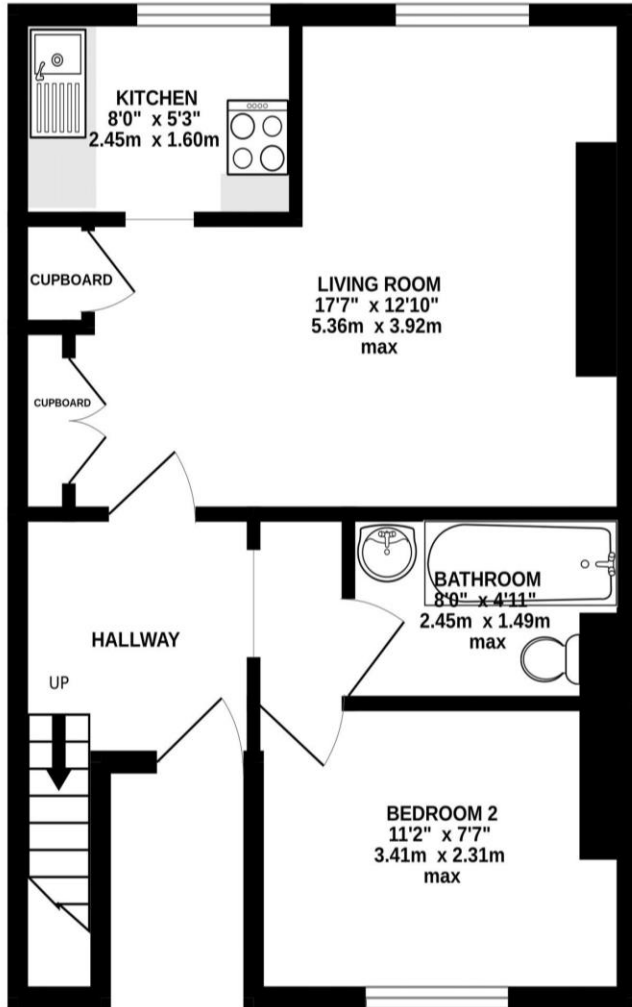 KITCHEN
8'0" x 5'3"
2.45m x 1.60m
CUPBOARD
LIVING ROOM
17'7" x 12'10"
5.36m x 3.92m
max
CUPBOARD
BATHROOM
8'0" x 4'11"
2.45m x 1.49m
max
HALLWAY
UP
BEDROOM 2
11'2" x 7'7"
3.41m x 2.31m
max